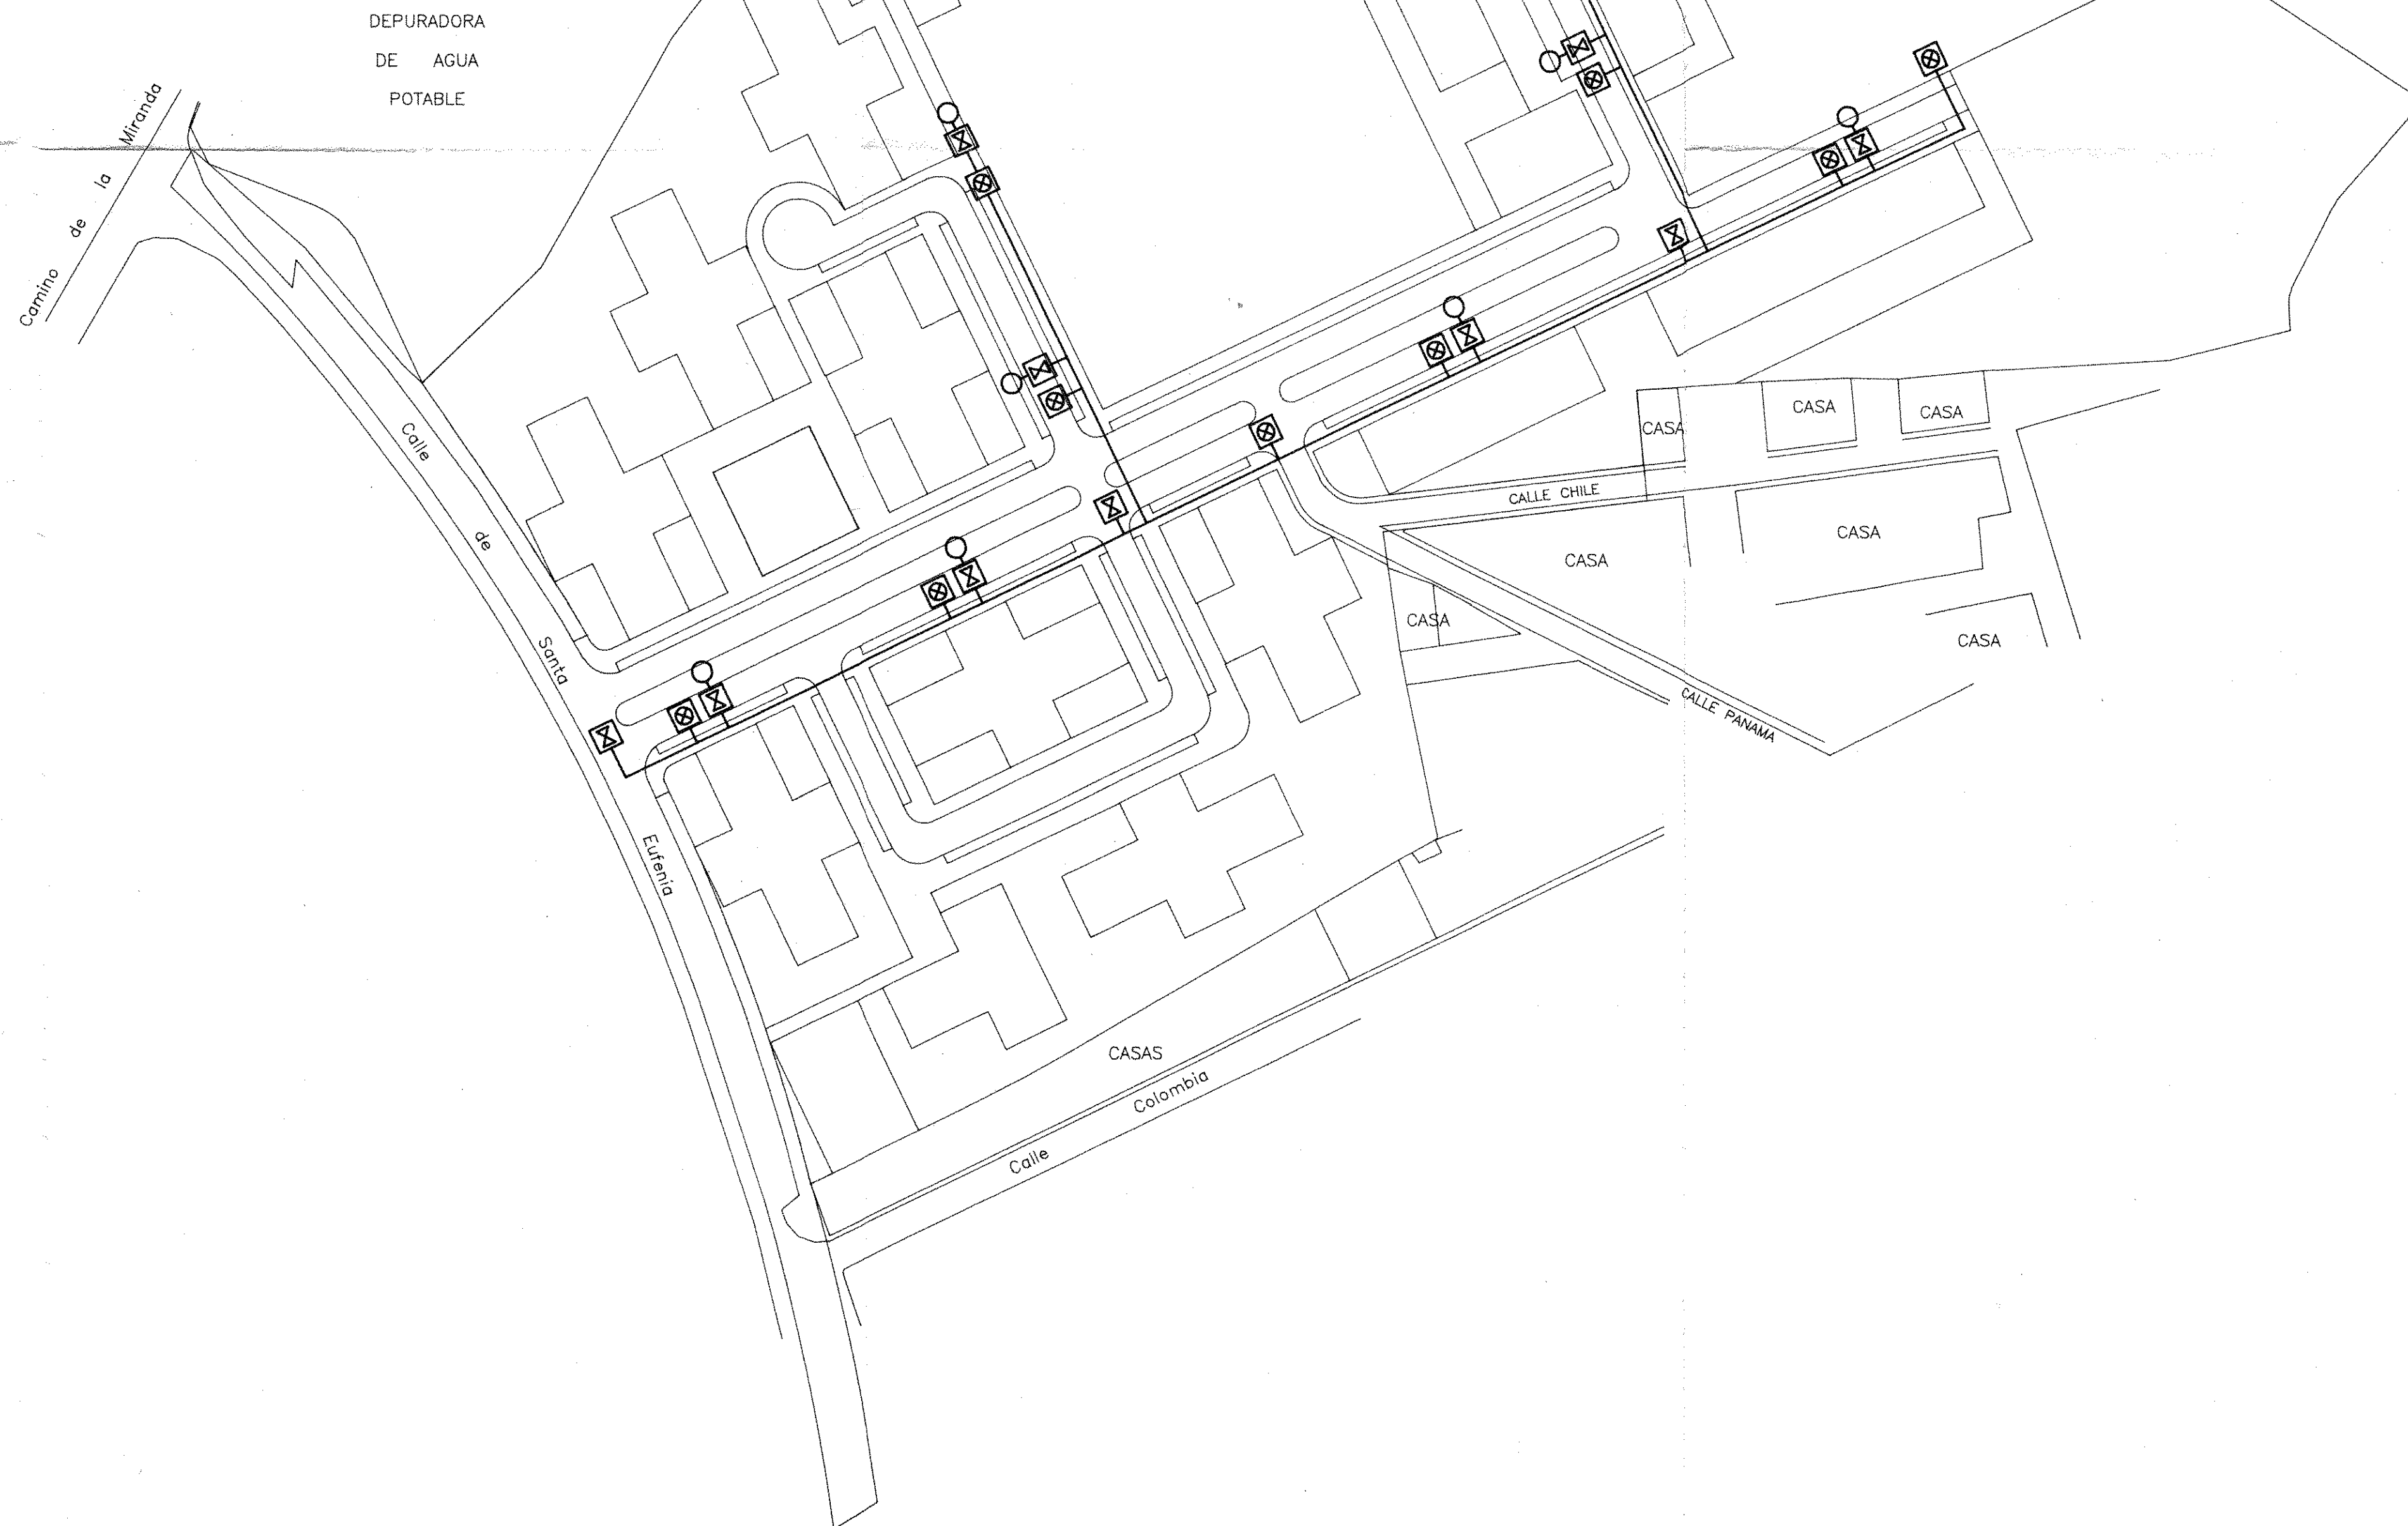 DEPURADORA
DE AGUA
POTABLE
Camino de la Miranda
Calle de Santa Eufenia
CASA
CASA
CASA
CALLE CHILE
CASA
CASA
CASA
CASA
CALLE PANAMA
CASAS
Calle Colombia